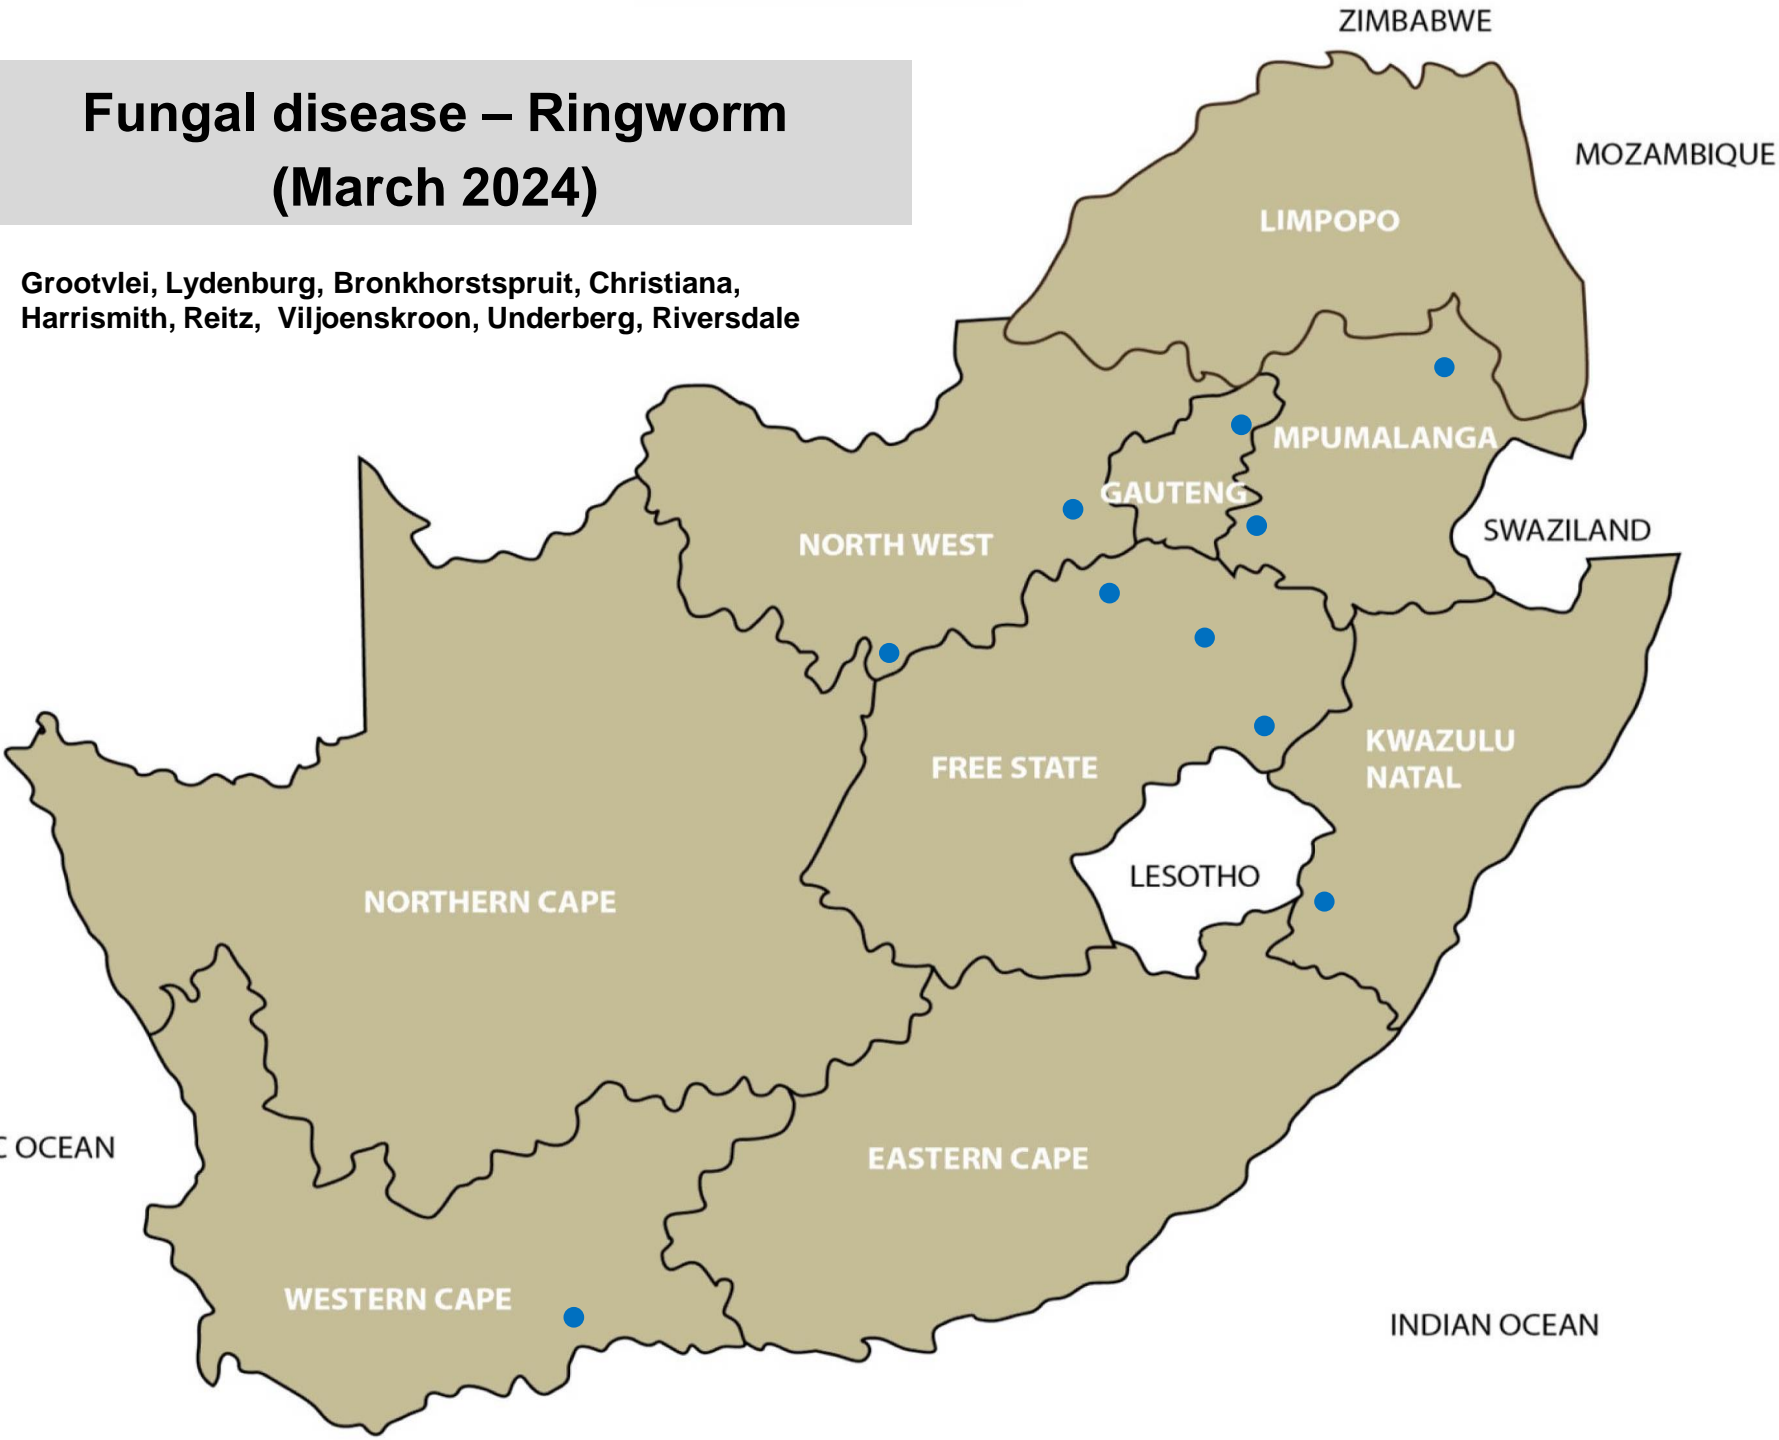 ZIMBABWE
Fungal disease – Ringworm
(March 2024)
MOZAMBIQUE
LIMPOPO
Grootvlei, Lydenburg, Bronkhorstspruit, Christiana,
Harrismith, Reitz, Viljoenskroon, Underberg, Riversdale
MPUMALANGA
GAUTENG
NORTH WEST
SWAZILAND
KWAZULU
NATAL
FREE STATE
LESOTHO
NORTHERN CAPE
C OCEAN
EASTERN CAPE
WESTERN CAPE
INDIAN OCEAN